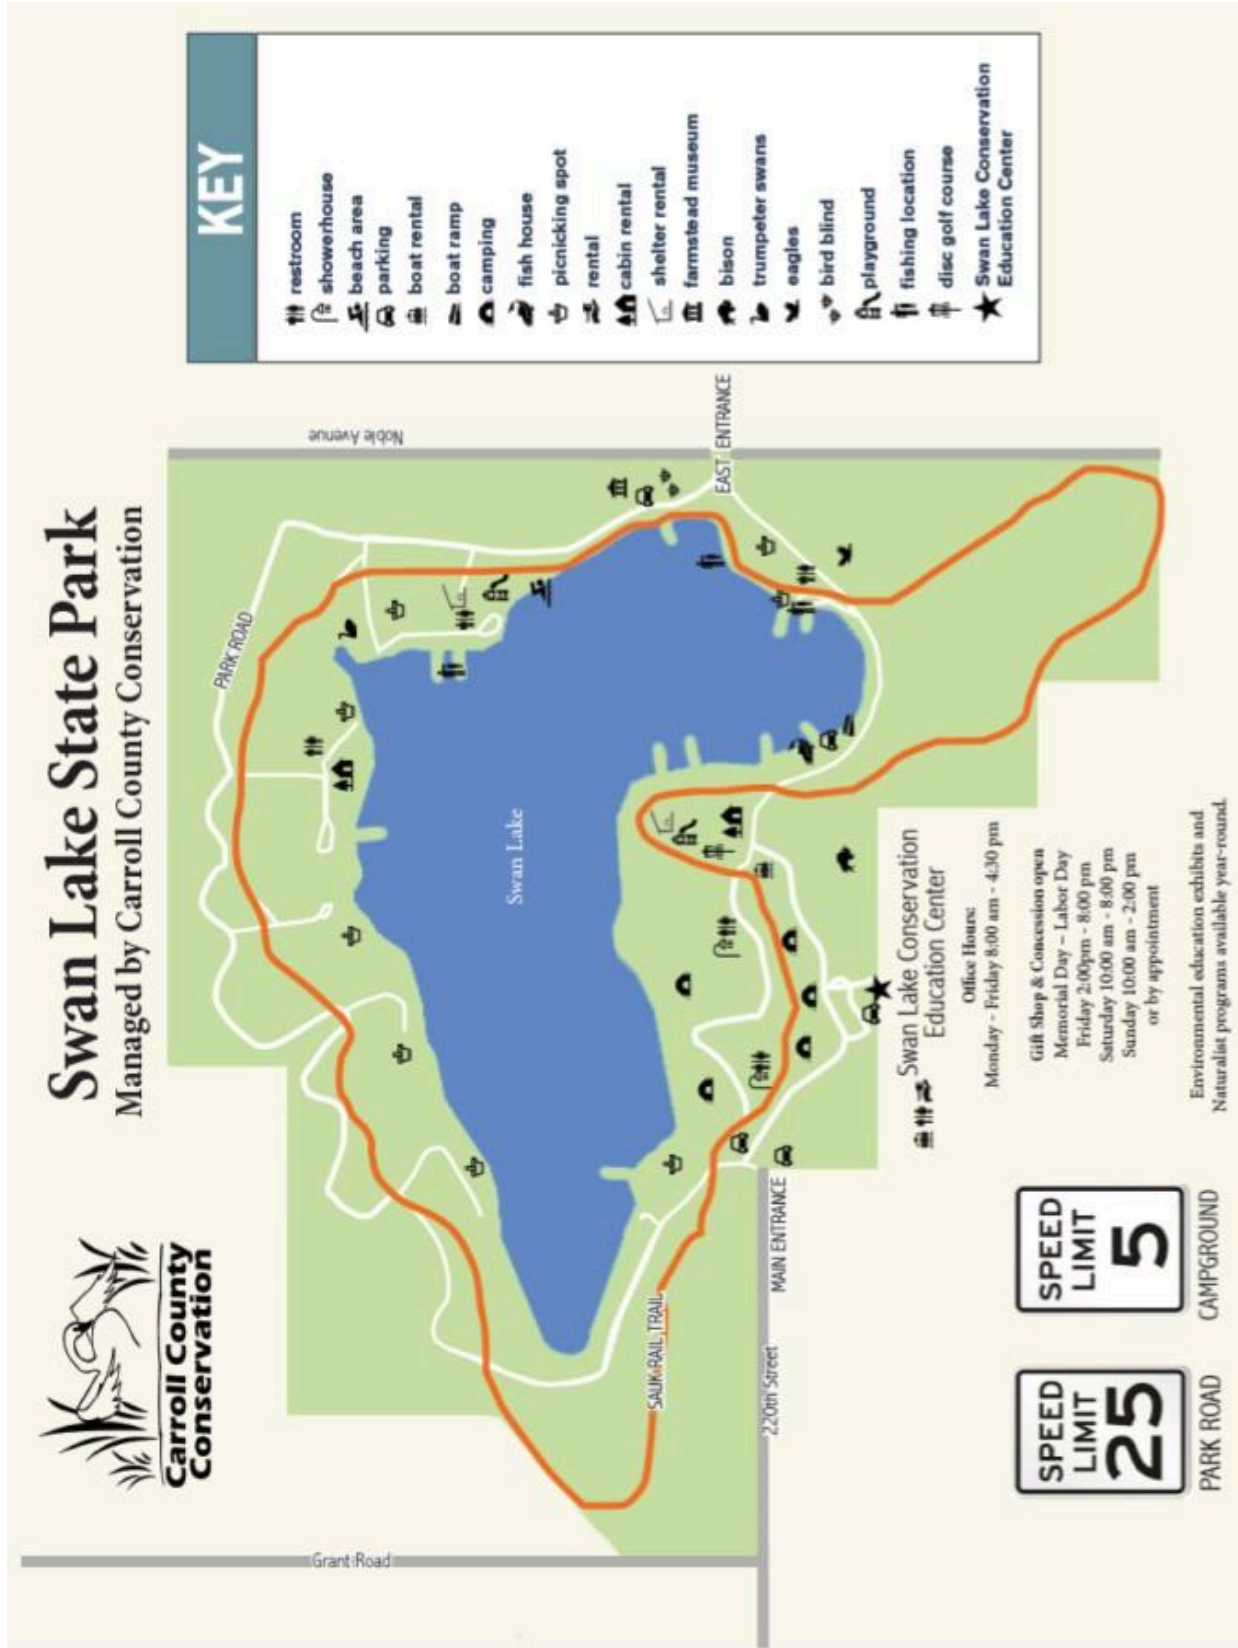 Swan Lake State Park
Managed by Carroll County Conservation
Carroll County
Conservation
KEY
restroom
showerhouse
beach area
parking
boat rental
boat ramp
camping
fish house
picnicking spot
rental
cabin rental
shelter rental
farmstead museum
bison
trumpeter swans
eagles
bird blind
playground
fishing location
disc golf course
Swan Lake Conservation
Education Center
Noble Avenue
PARK ROAD
EAST ENTRANCE
Swan Lake
SAUK RAIL TRAIL
Grant Road
220th Street
MAIN ENTRANCE
Swan Lake Conservation
Education Center
Office Hours:
Monday - Friday 8:00 am - 4:30 pm
Gift Shop & Concession open
Memorial Day – Labor Day
Friday 2:00pm - 8:00 pm
Saturday 10:00 am - 8:00 pm
Sunday 10:00 am - 2:00 pm
or by appointment
Environmental education exhibits and
Naturalist programs available year-round.
SPEED
LIMIT
25
PARK ROAD
SPEED
LIMIT
5
CAMPGROUND